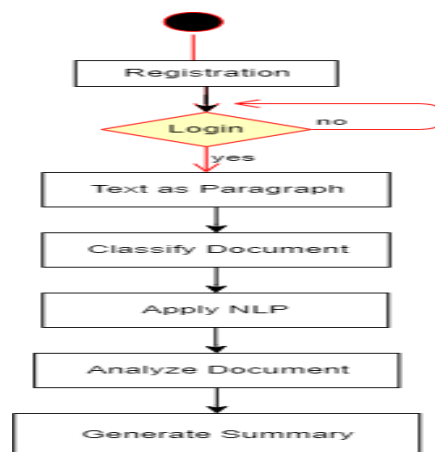 Registration
no
Login
yes
Text as Paragraph
Classify Document
Apply NLP
Analyze Document
Generate Summary